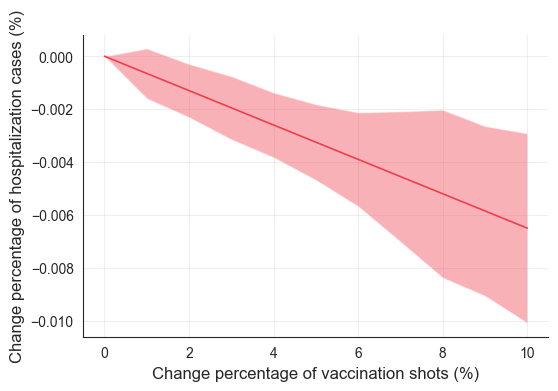 Change percentage of hospitalization cases (%)
0.000
−0.002
−0.004
−0.006
−0.008
−0.010
0 2 4 6 8 10
Change percentage of vaccination shots (%)